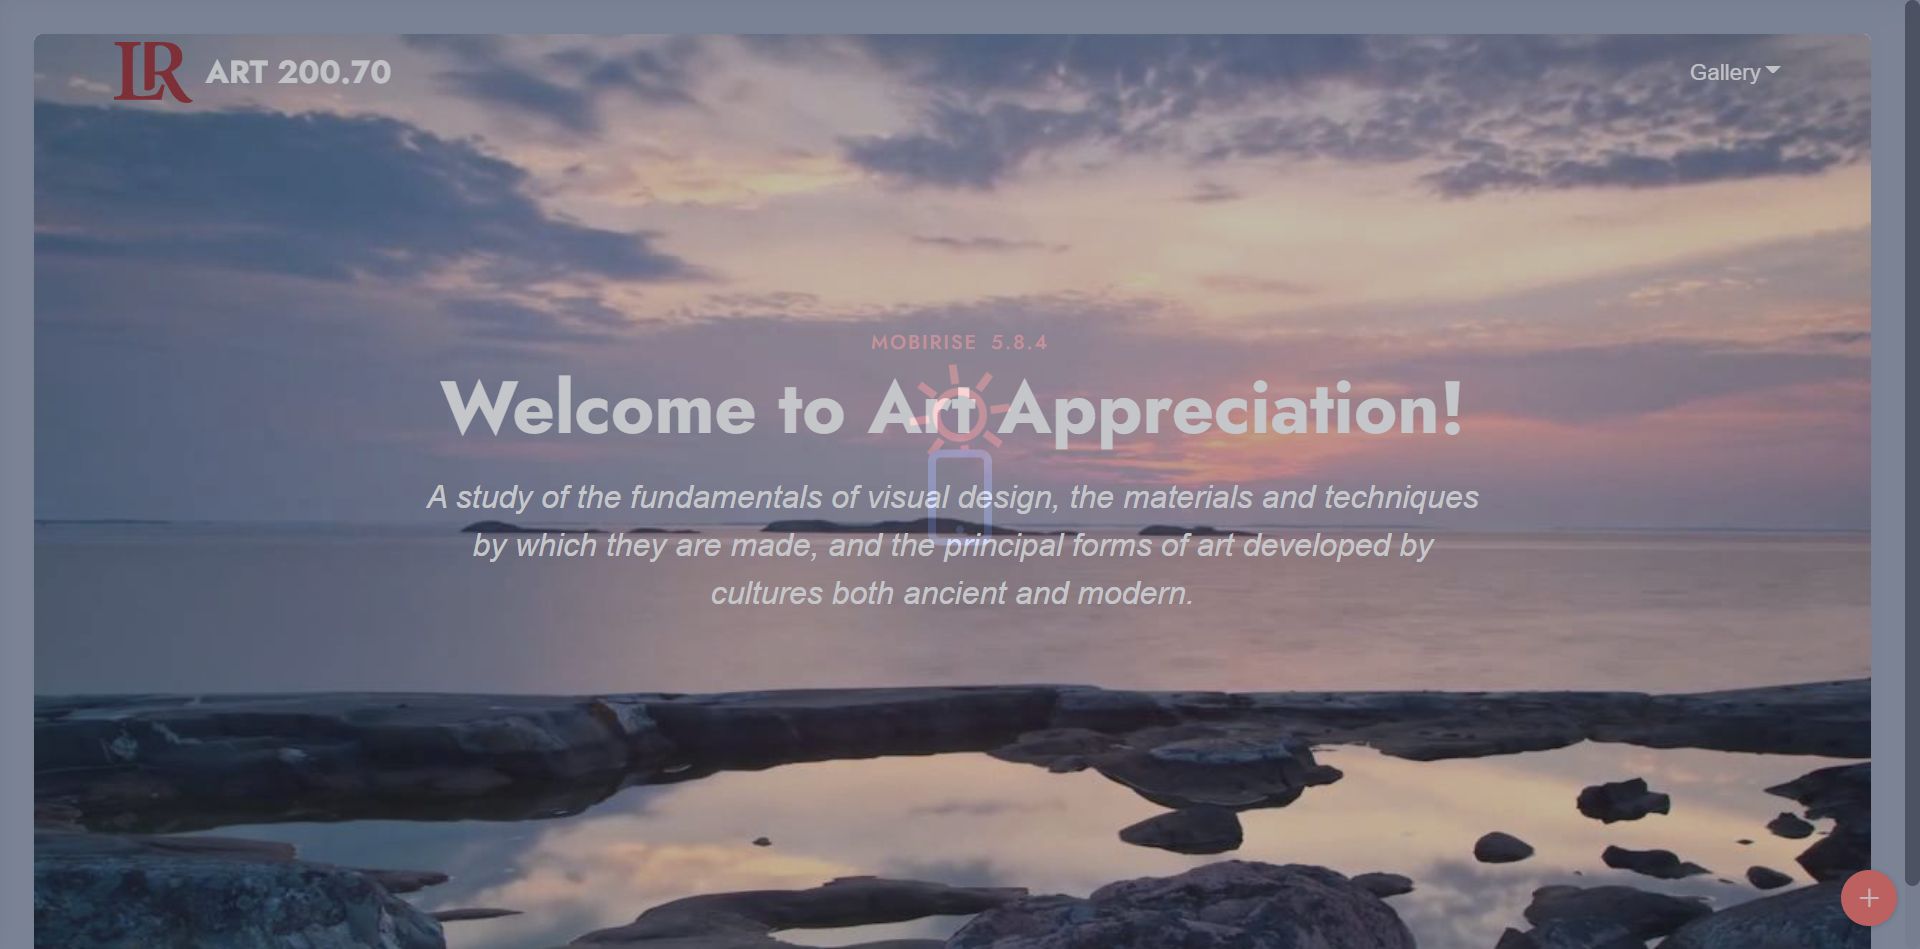 LR ART 200.70
Gallery
MOBIRISE 5.8.4
Welcome to Art Appreciation!
A study of the fundamentals of visual design, the materials and techniques
by which they are made, and the principal forms of art developed by
cultures both ancient and modern.